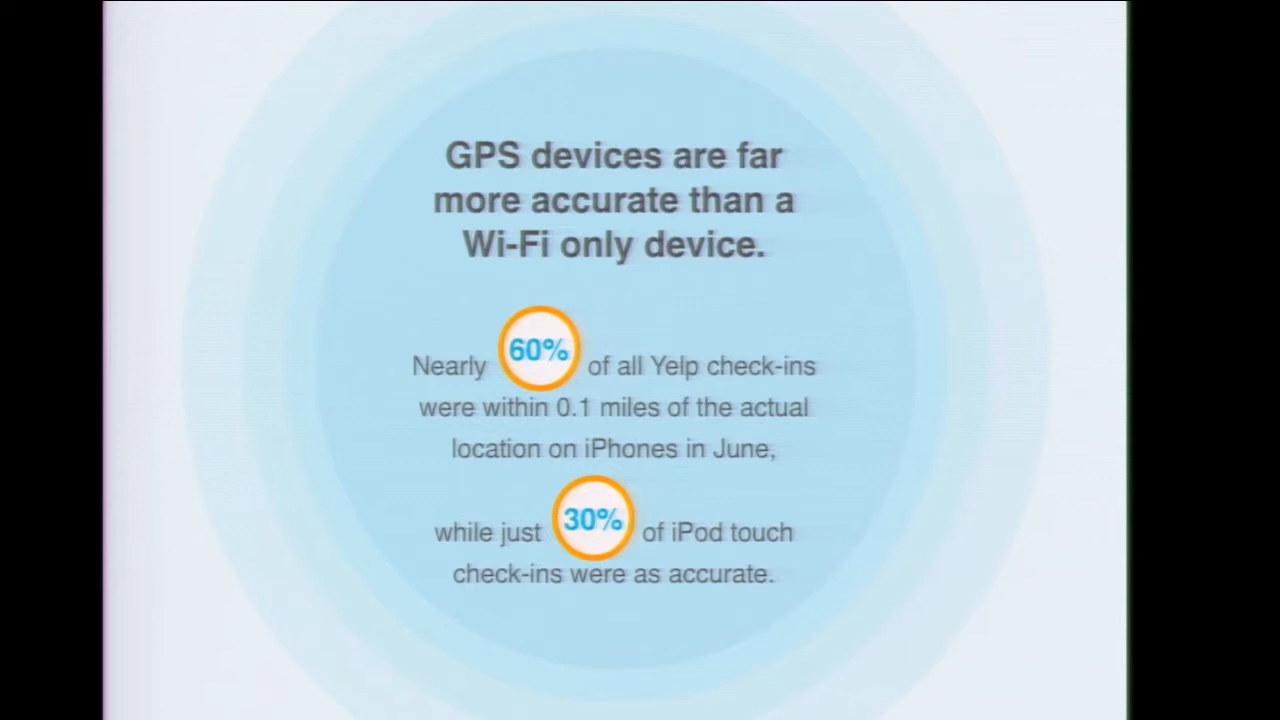 GPS devices are far
more accurate than a
Wi-Fi only device.
Nearly 60% of all Yelp check-ins
were within 0.1 miles of the actual
location on iPhones in June,
while just 30% of iPod touch
check-ins were as accurate.